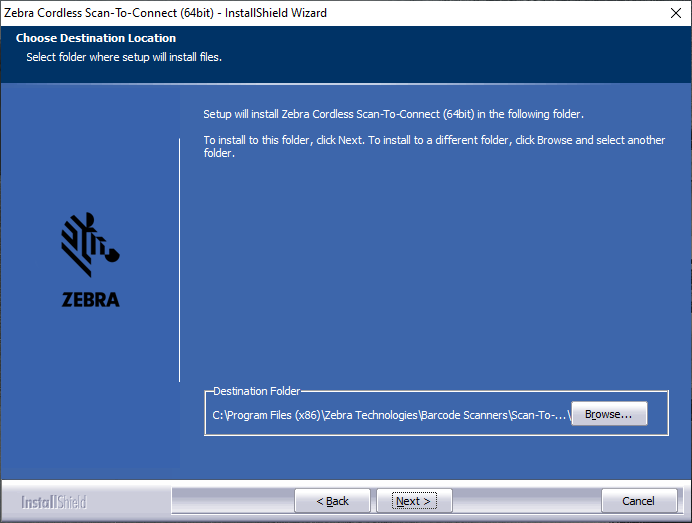 Zebra Cordless Scan-To-Connect (64bit) - InstallShield Wizard
Choose Destination Location
Select folder where setup will install files.
Setup will install Zebra Cordless Scan-To-Connect (64bit) in the following folder.
To install to this folder, click Next. To install to a different folder, click Browse and select another
folder.
ZEBRA
Destination Folder
C:\Program Files (x86)\Zebra Technologies\Barcode Scanners\Scan-To-...\
Browse...
InstallShield
< Back
Next >
Cancel